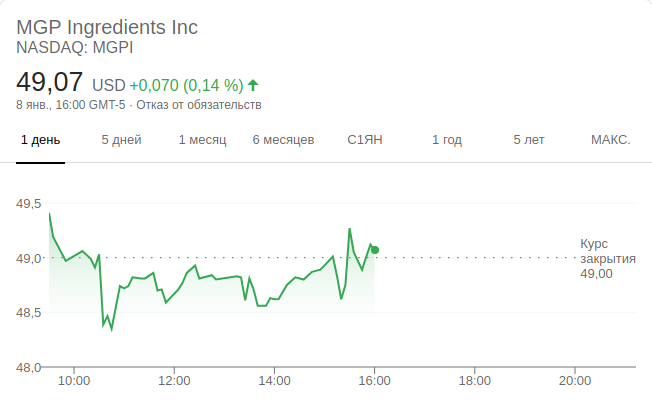 MGP Ingredients Inc
NASDAQ: MGPI
49,07 USD +0,070 (0,14 %)
8 янв., 16:00 GMT-5 · Отказ от обязательств
1 день 5 дней 1 месяц 6 месяцев С1ЯН 1 год 5 лет МАКС.
49,5
49,0
48,5
48,0
Курс
закрытия
49,00
10:00 12:00 14:00 16:00 18:00 20:00